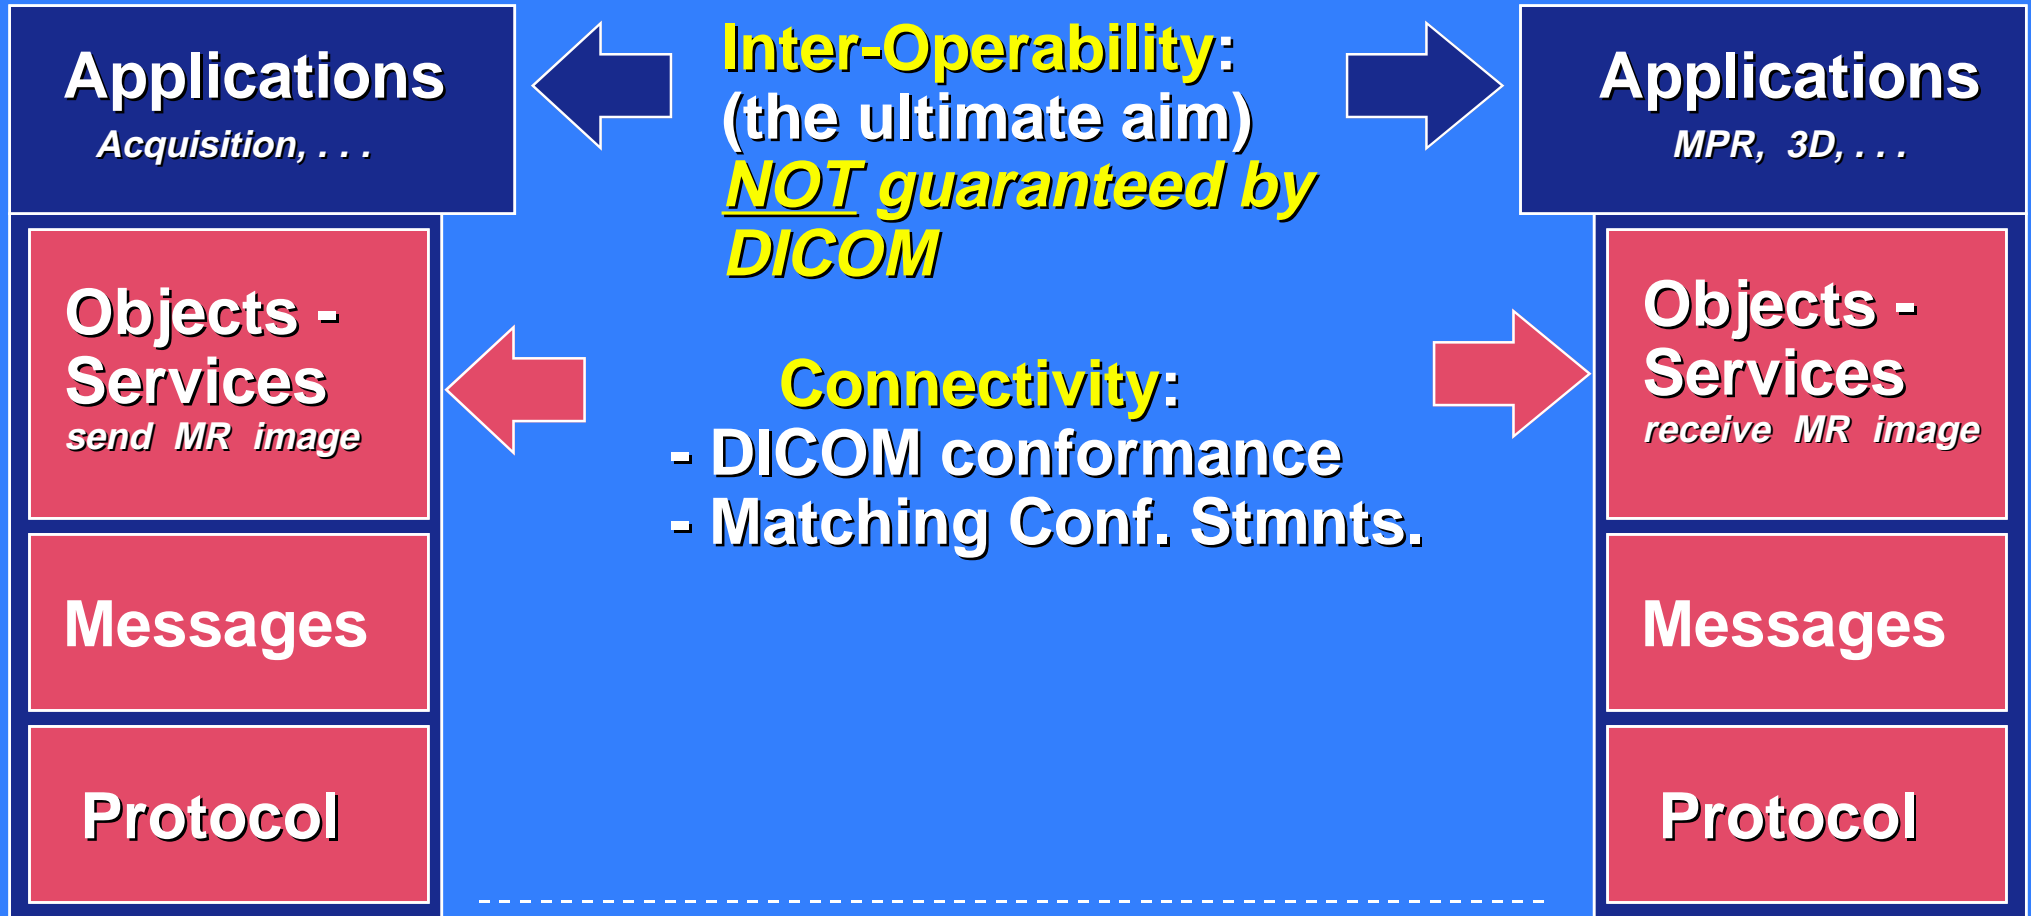 Applications
Acquisition, . . .
Objects -
Services
send MR image
Messages
Protocol
Inter-Operability:
(the ultimate aim)
NOT guaranteed by
DICOM
Connectivity:
- DICOM conformance
- Matching Conf. Stmnts.
Applications
MPR, 3D, . . .
Objects -
Services
receive MR image
Messages
Protocol